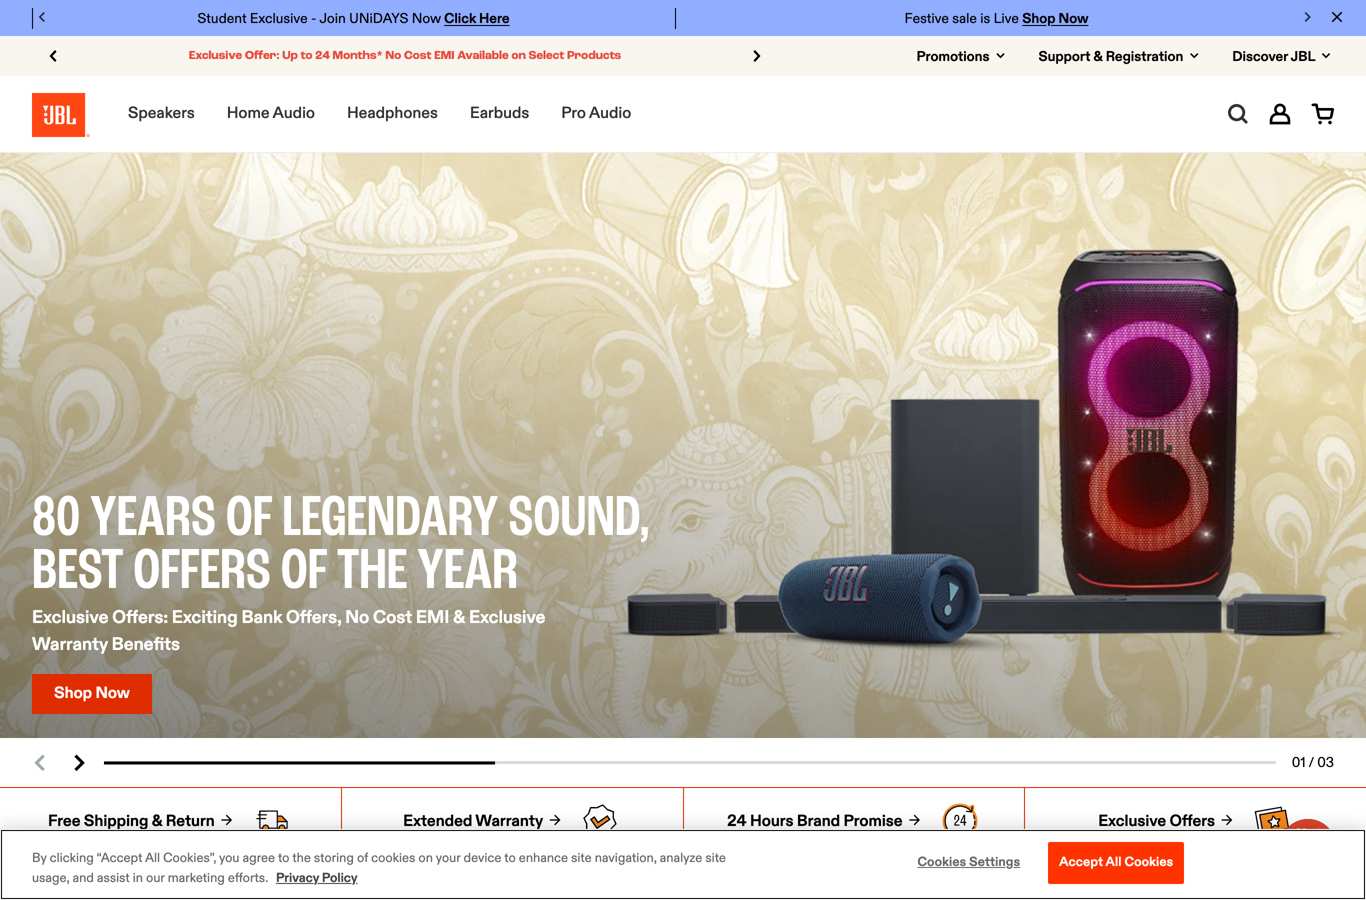 Student Exclusive - Join UNiDAYS Now Click Here
Festive sale is Live Shop Now
Exclusive Offer: Up to 24 Months* No Cost EMI Available on Select Products
Promotions
Support & Registration
Discover JBL
JBL
Speakers
Home Audio
Headphones
Earbuds
Pro Audio
JBL
JBL
80 YEARS OF LEGENDARY SOUND,
BEST OFFERS OF THE YEAR
Exclusive Offers: Exciting Bank Offers, No Cost EMI & Exclusive
Warranty Benefits
Shop Now
01 / 03
Free Shipping & Return
Extended Warranty
24 Hours Brand Promise
24
Exclusive Offers
By clicking “Accept All Cookies”, you agree to the storing of cookies on your device to enhance site navigation, analyze site
usage, and assist in our marketing efforts. Privacy Policy
Cookies Settings
Accept All Cookies